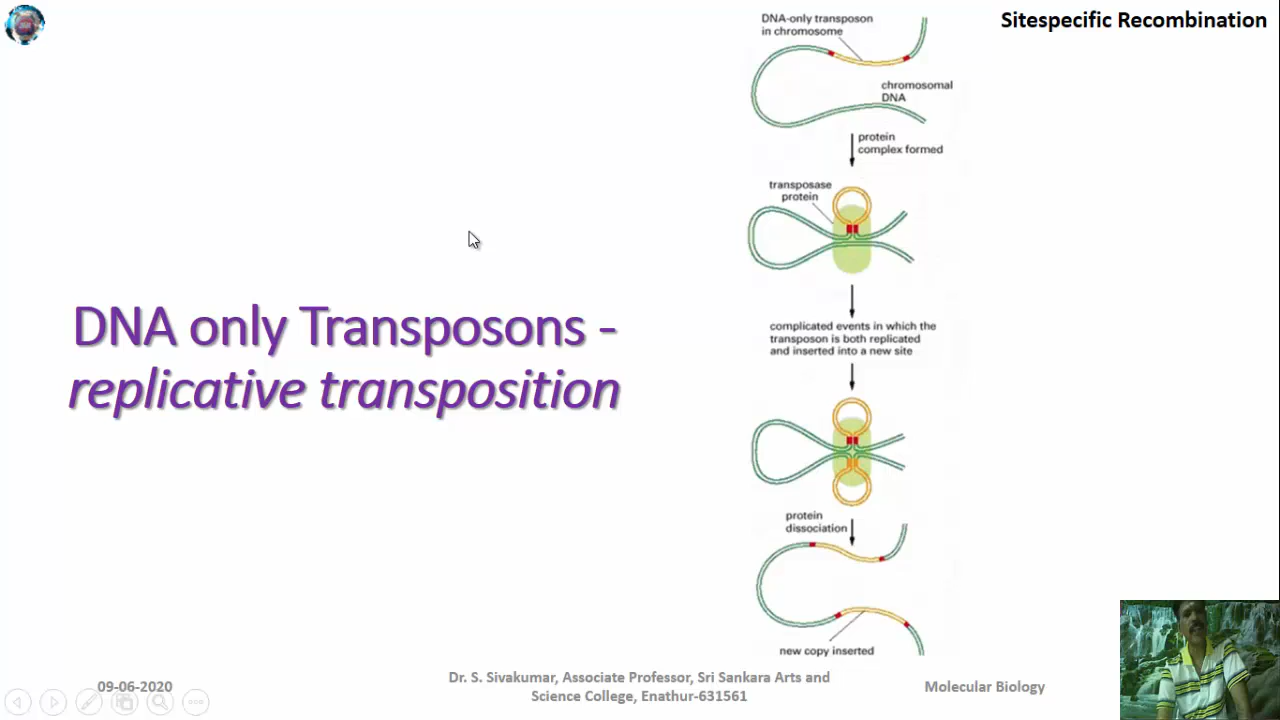 Sitespecific Recombination
DNA-only transposon
in chromosome
chromosomal
DNA
protein
complex formed
transposase
protein
DNA only Transposons -
replicative transposition
complicated events in which the
transposon is both replicated
and inserted into a new site
protein
dissociation
new copy inserted
09-06-2020
Dr. S. Sivakumar, Associate Professor, Sri Sankara Arts and
Science College, Enathur-631561
Molecular Biology